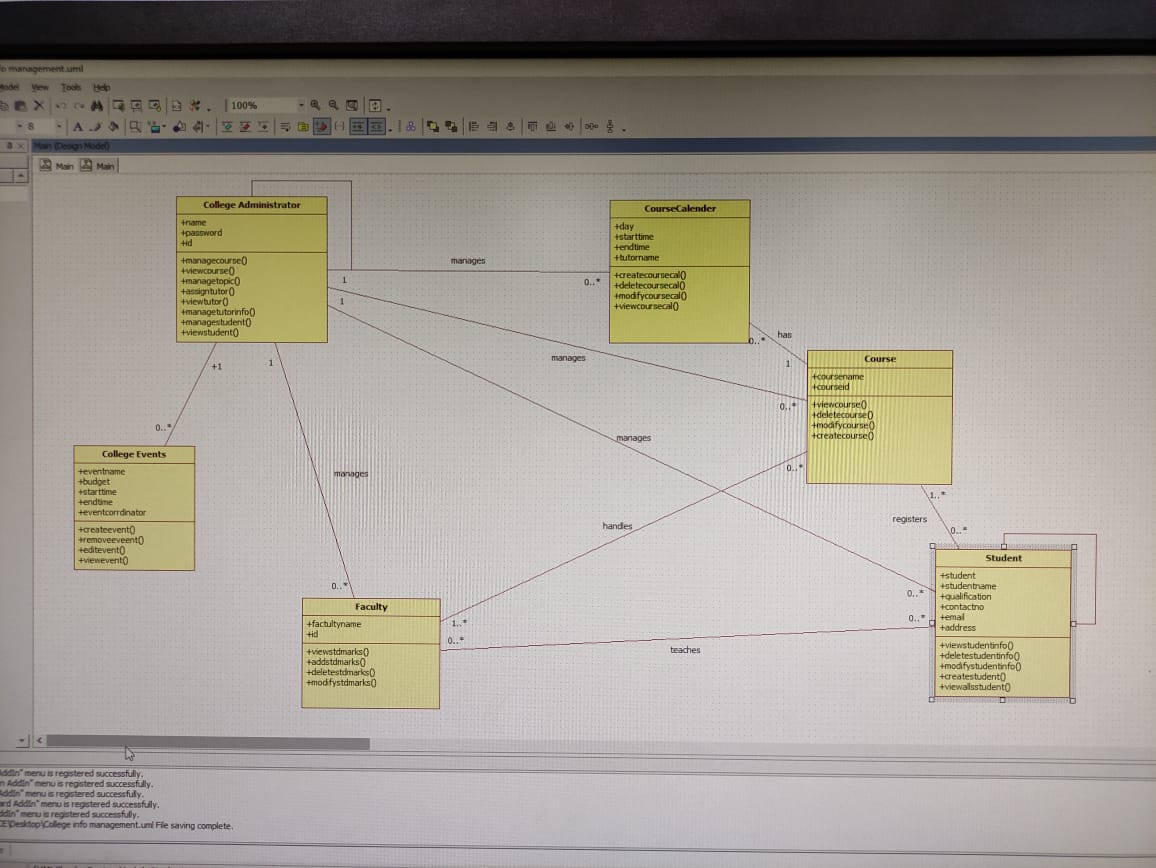 o management.uml
Model View Tools Help
100%
8
Main (Design Model)
Main Main
College Administrator
+name
+password
+id
+managecourse()
+viewcourse()
+managetopic()
+assigntutor()
+viewtutor()
+managetutorinfo()
+managestudent()
+viewstudent()
manages
1
0..*
CourseCalender
+day
+starttime
+endtime
+tutorname
+createcoursecal()
+deletecoursecal()
+modifycoursecal()
+viewcoursecal()
1
manages
0..*
has
0..*
1
Course
+coursename
+courseid
+viewcourse()
+deletecourse()
+modifycourse()
+createcourse()
+1
0..*
1
manages
0..*
College Events
+eventname
+budget
+starttime
+endtime
+eventcorrdinator
+createevent()
+removeeveent()
+editevent()
+viewevent()
manages
0..*
handles
0..*
1..*
registers
1..*
0..*
Faculty
+factultyname
+id
+viewstdmarks()
+addstdmarks()
+deletestdmarks()
+modifystdmarks()
0..*
teaches
0..*
Student
+student
+studentname
+qualification
+contactno
+email
+address
+viewstudentinfo()
+deletestudentinfo()
+modifystudentinfo()
+createstudent()
+viewallsstudent()
AddIn" menu is registered successfully.
n AddIn" menu is registered successfully.
AddIn" menu is registered successfully.
ard AddIn" menu is registered successfully.
ddIn" menu is registered successfully.
CE\Desktop\College info management.uml File saving complete.